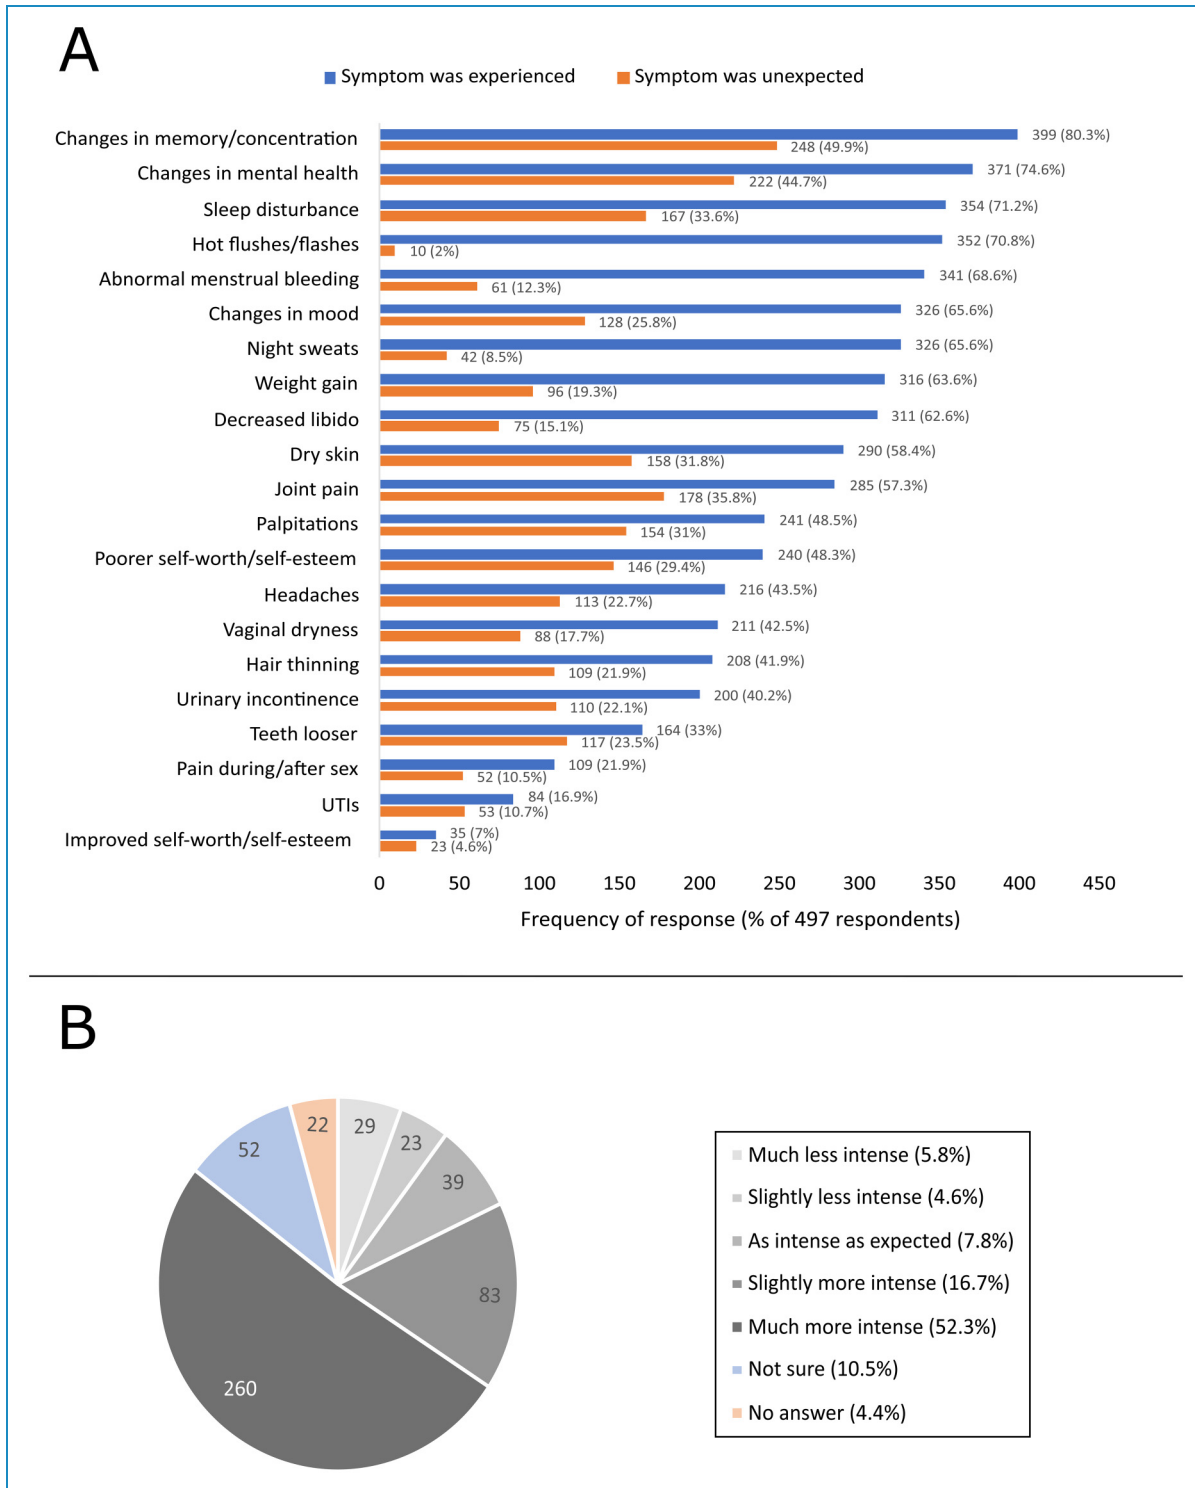 A
Symptom was experienced
Symptom was unexpected
Changes in memory/concentration
399 (80.3%)
248 (49.9%)
Changes in mental health
371 (74.6%)
222 (44.7%)
Sleep disturbance
354 (71.2%)
167 (33.6%)
Hot flushes/flashes
352 (70.8%)
10 (2%)
Abnormal menstrual bleeding
341 (68.6%)
61 (12.3%)
Changes in mood
326 (65.6%)
128 (25.8%)
Night sweats
326 (65.6%)
42 (8.5%)
Weight gain
316 (63.6%)
96 (19.3%)
Decreased libido
311 (62.6%)
75 (15.1%)
Dry skin
290 (58.4%)
158 (31.8%)
Joint pain
285 (57.3%)
178 (35.8%)
Palpitations
241 (48.5%)
154 (31%)
Poorer self-worth/self-esteem
240 (48.3%)
146 (29.4%)
Headaches
216 (43.5%)
113 (22.7%)
Vaginal dryness
211 (42.5%)
88 (17.7%)
Hair thinning
208 (41.9%)
109 (21.9%)
Urinary incontinence
200 (40.2%)
110 (22.1%)
Teeth looser
164 (33%)
117 (23.5%)
Pain during/after sex
109 (21.9%)
52 (10.5%)
UTIs
84 (16.9%)
53 (10.7%)
Improved self-worth/self-esteem
35 (7%)
23 (4.6%)
0 50 100 150 200 250 300 350 400 450
Frequency of response (% of 497 respondents)
B
22
29
23
52
39
83
260
Much less intense (5.8%)
Slightly less intense (4.6%)
As intense as expected (7.8%)
Slightly more intense (16.7%)
Much more intense (52.3%)
Not sure (10.5%)
No answer (4.4%)